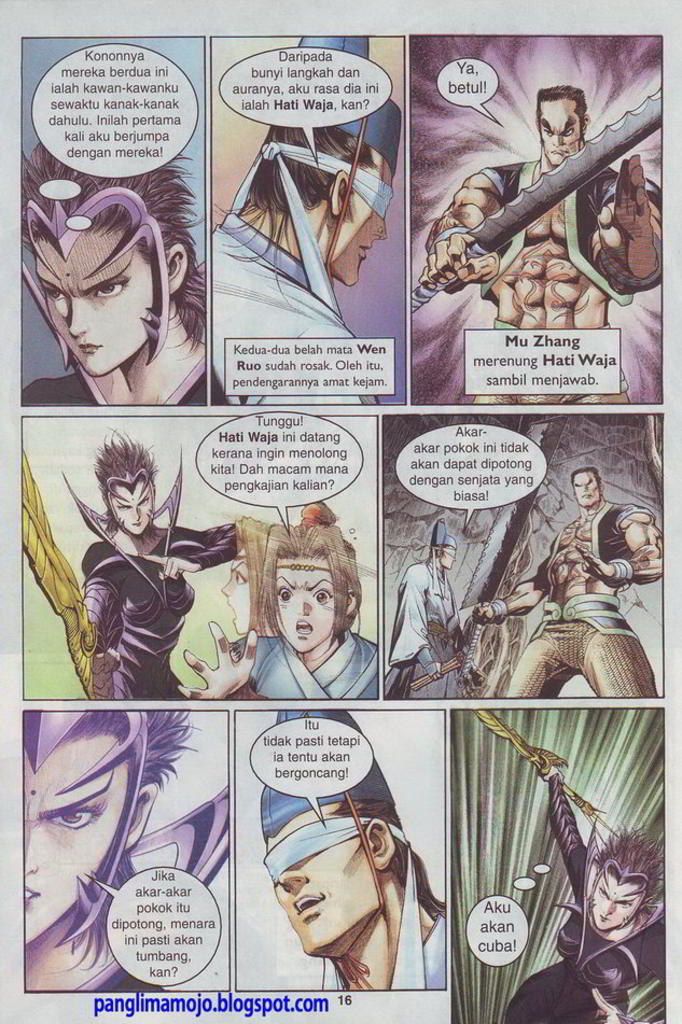 Kononnya
mereka berdua ini
ialah kawan-kawanku
sewaktu kanak-kanak
dahulu. Inilah pertama
kali aku berjumpa
dengan mereka!
Daripada
bunyi langkah dan
auranya, aku rasa dia ini
ialah Hati Waja, kan?
Kedua-dua belah mata Wen
Ruo sudah rosak. Oleh itu,
pendengarannya amat kejam.
Ya,
betul!
Mu Zhang
merenung Hati Waja
sambil menjawab.
Tunggu!
Hati Waja ini datang
kerana ingin menolong
kita! Dah macam mana
pengkajian kalian?
Akar-
akar pokok ini tidak
akan dapat dipotong
dengan senjata yang
biasa!
Jika
akar-akar
pokok itu
dipotong, menara
ini pasti akan
tumbang,
kan?
Itu
tidak pasti tetapi
ia tentu akan
bergoncang!
Aku
akan
cuba!
panglimamojo.blogspot.com
16